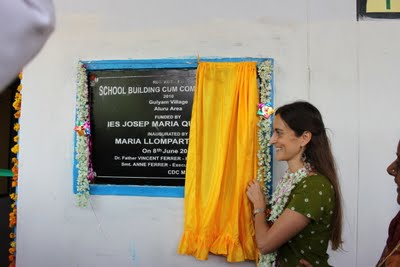 SCHOOL BUILDING CUM COM
2010
Gulyam Village
Aluru Area
FUNDED BY
IES JOSEP MARIA QU
INAUGURATED BY
MARIA LLOMPART
On 8th June 20
Dr. Father VINCENT FERRER -
Smt. ANNE FERRER - Exec
CDC M